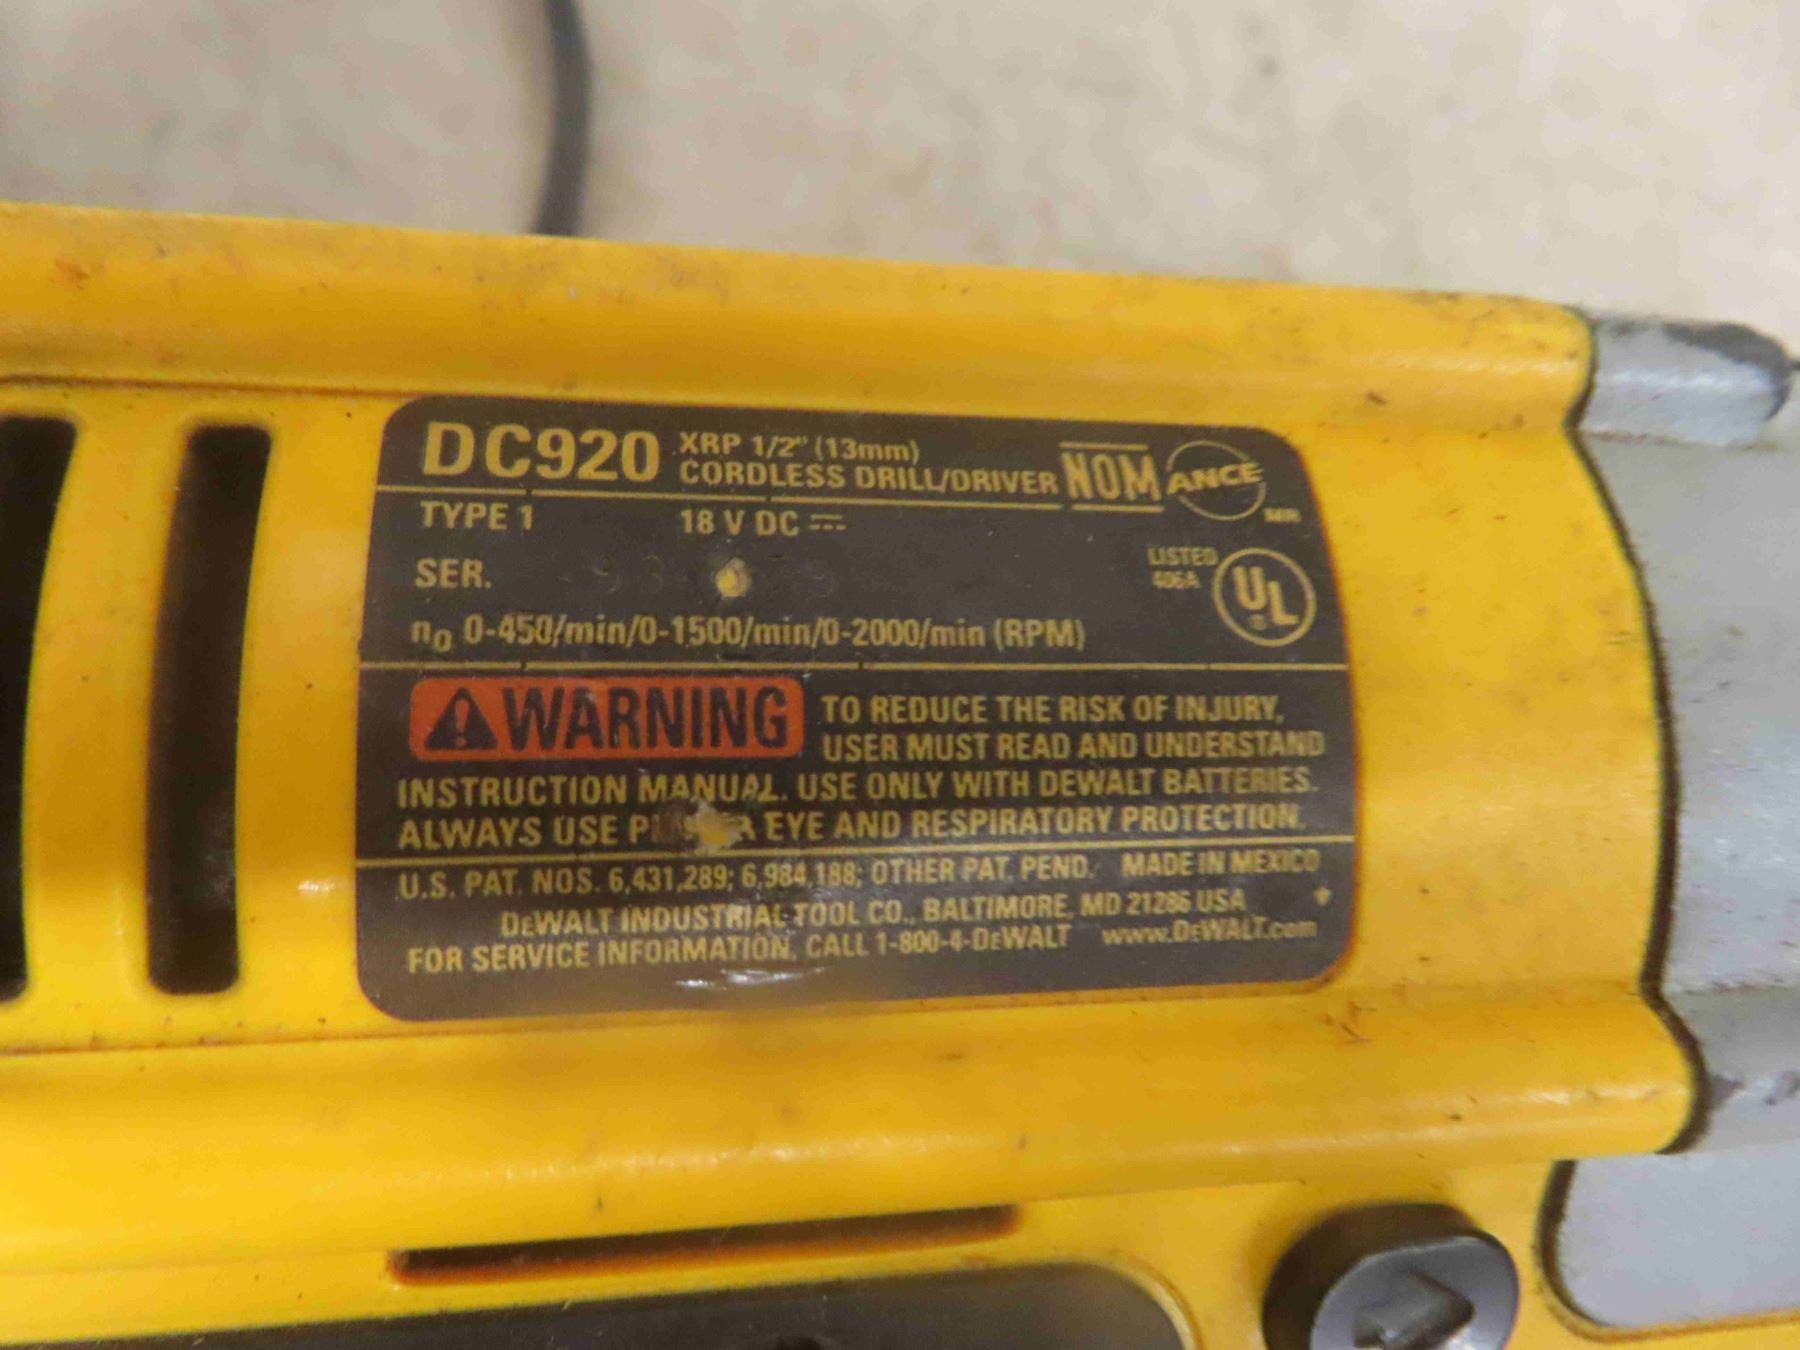 DC920 XRP 1/2" (13mm)
CORDLESS DRILL/DRIVER NOM ANCE
TYPE 1 18 V DC
SER.
LISTED
406A UL
n0 0-450/min/0-1500/min/0-2000/min (RPM)
WARNING TO REDUCE THE RISK OF INJURY,
USER MUST READ AND UNDERSTAND
INSTRUCTION MANUAL. USE ONLY WITH DEWALT BATTERIES.
ALWAYS USE EYE AND RESPIRATORY PROTECTION.
U.S. PAT. NOS. 6,431,289; 6,984,188; OTHER PAT. PEND. MADE IN MEXICO
DEWALT INDUSTRIAL TOOL CO., BALTIMORE, MD 21286 USA
FOR SERVICE INFORMATION, CALL 1-800-4-DEWALT www.DEWALT.com